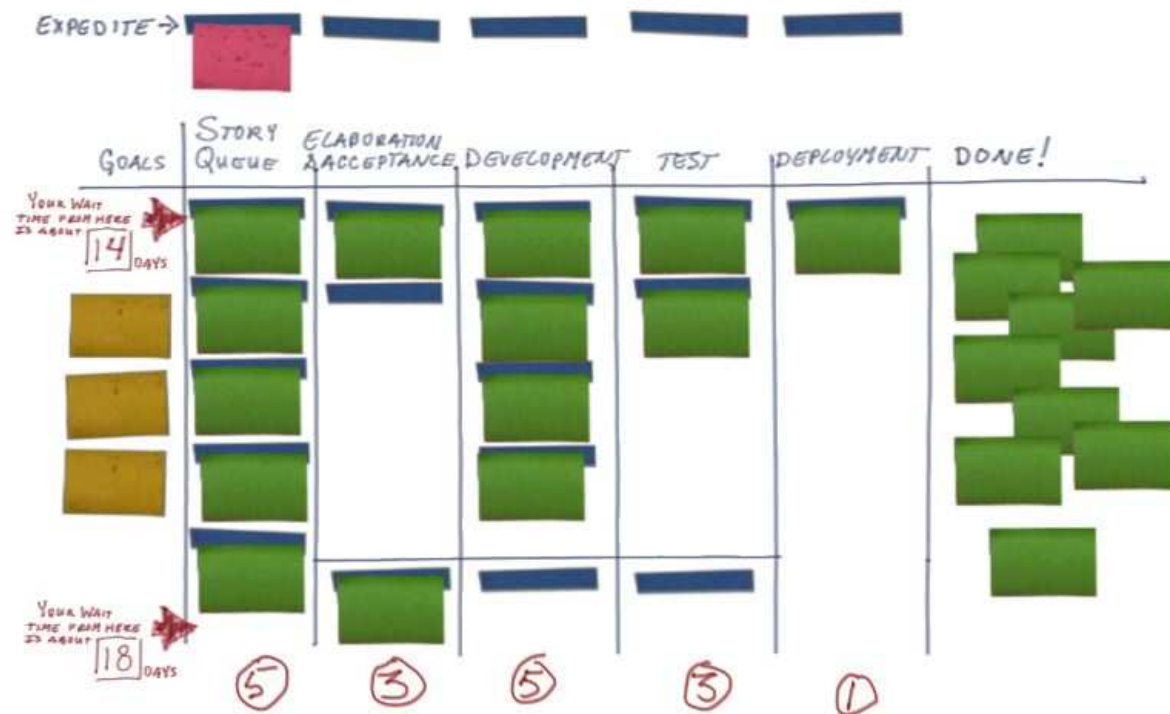 EXPEDITE →
GOALS
STORY
QUEUE
ELABORATION
& ACCEPTANCE
DEVELOPMENT
TEST
DEPLOYMENT
DONE!
YOUR WAIT
TIME FROM HERE
IS ABOUT
14 DAYS
YOUR WAIT
TIME FROM HERE
IS ABOUT
18 DAYS
5 3 5 3 1